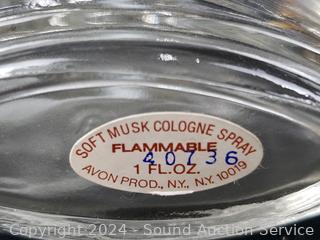 SOFT MUSK COLOGNE SPRAY
FLAMMABLE
40736
1 FL.OZ.
AVON PROD., N.Y., N.Y. 10019
Copyright 2024 - Sound Auction Service